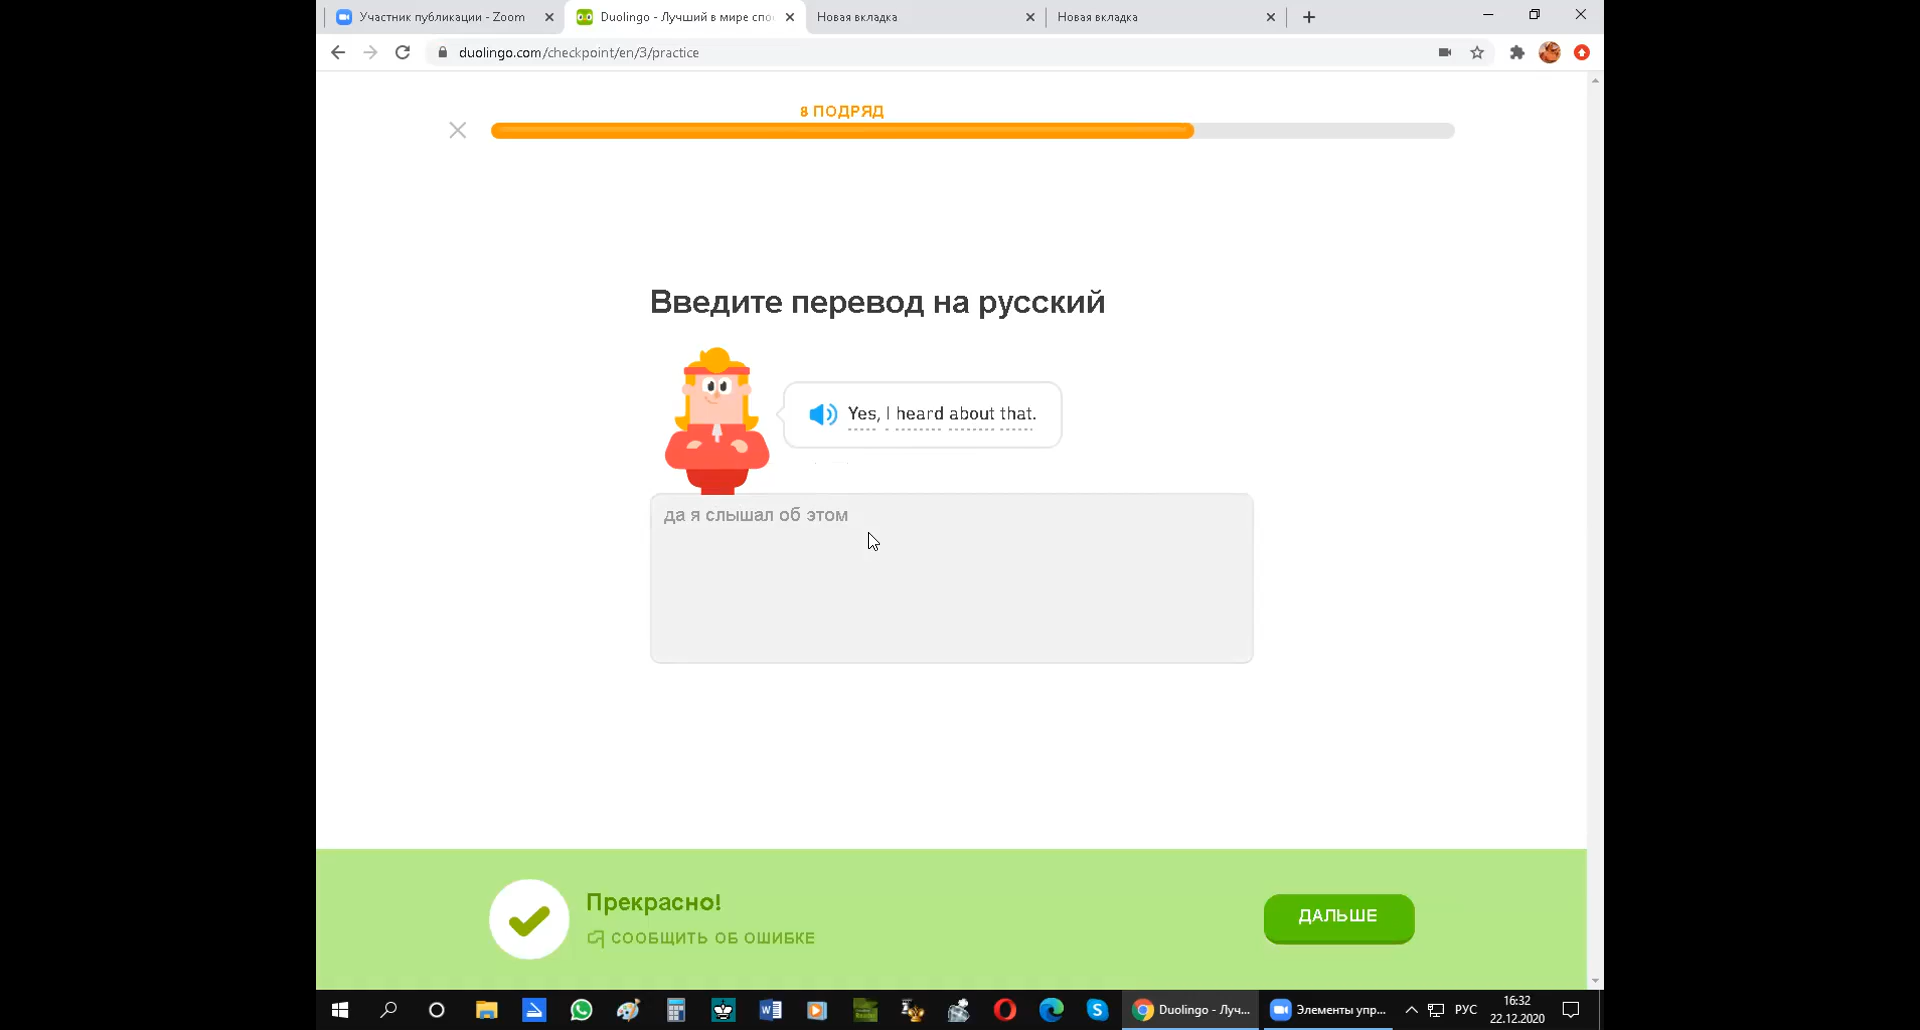 Участник публикации - Zoom
Duolingo - Лучший в мире спо
Новая вкладка
Новая вкладка
duolingo.com/checkpoint/en/3/practice
8 ПОДРЯД
Введите перевод на русский
Yes, I heard about that.
да я слышал об этом
Прекрасно!
СООБЩИТЬ ОБ ОШИБКЕ
ДАЛЬШЕ
Duolingo - Луч...
Элементы упр...
РУС
16:32
22.12.2020